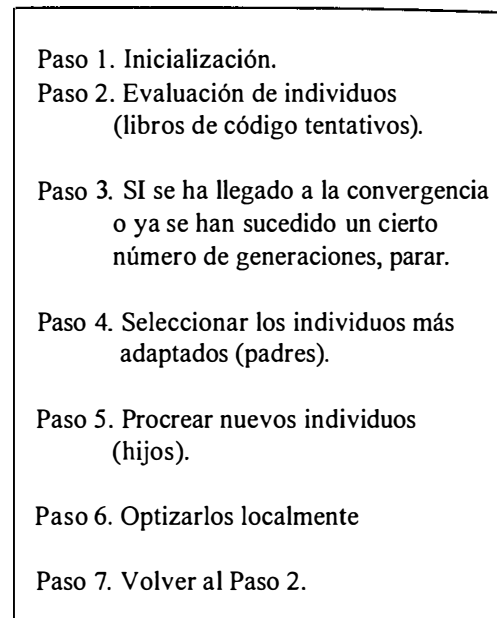 Paso 1. Inicialización.
Paso 2. Evaluación de individuos
(libros de código tentativos).
Paso 3. SI se ha llegado a la convergencia
o ya se han sucedido un cierto
número de generaciones, parar.
Paso 4. Seleccionar los individuos más
adaptados (padres).
Paso 5. Procrear nuevos individuos
(hijos).
Paso 6. Optizarlos localmente
Paso 7. Volver al Paso 2.